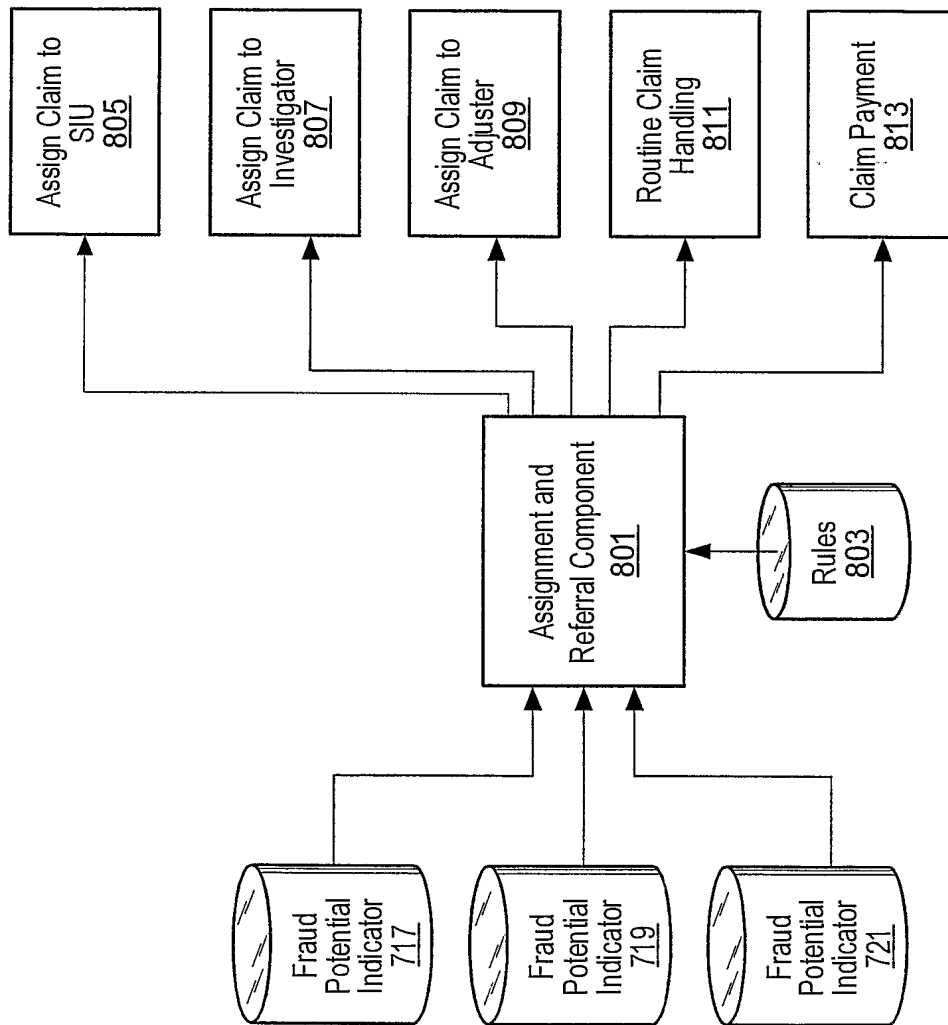 Assign Claim to
SIU
805
Assign Claim to
Investigator
807
Assign Claim to
Adjuster
809
Routine Claim
Handling
811
Claim Payment
813
Assignment and
Referral Component
801
Rules
803
Fraud
Potential
Indicator
717
Fraud
Potential
Indicator
719
Fraud
Potential
Indicator
721